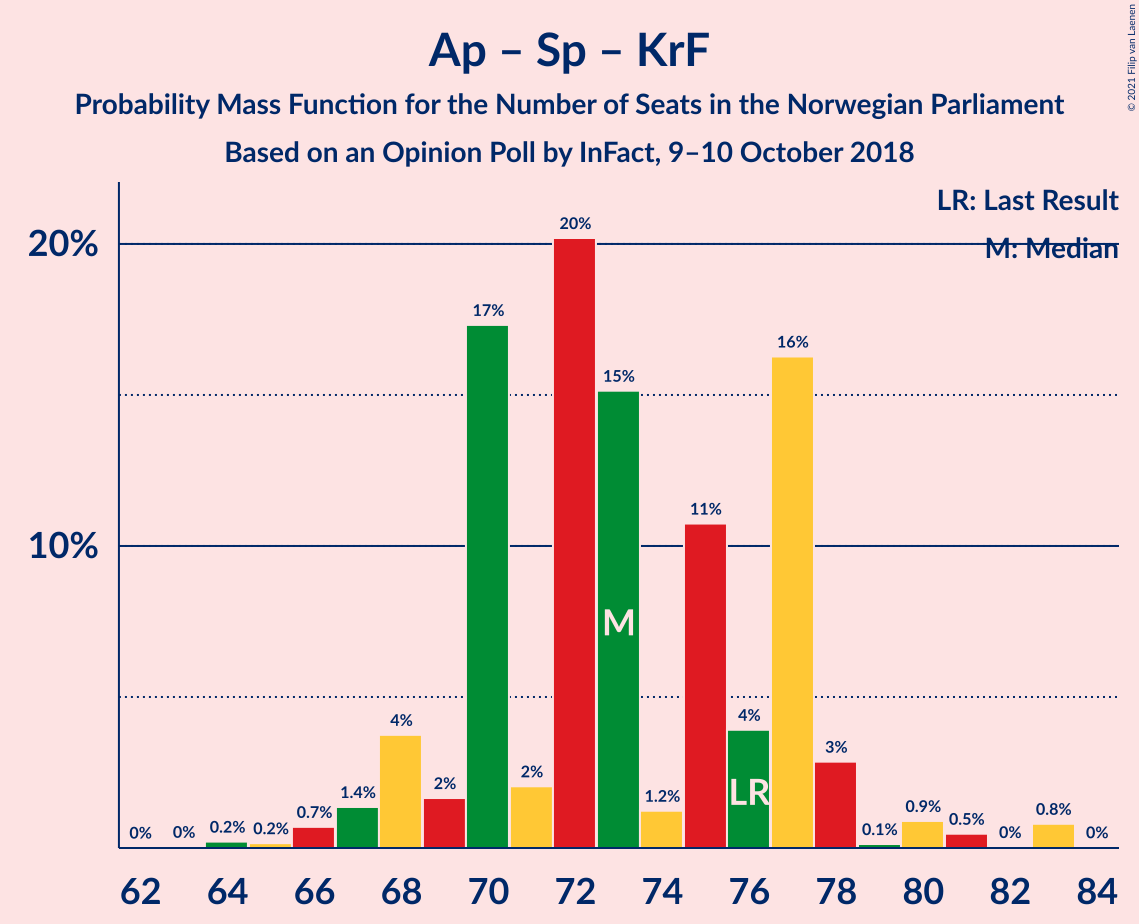 Ap – Sp – KrF
Probability Mass Function for the Number of Seats in the Norwegian Parliament
Based on an Opinion Poll by InFact, 9–10 October 2018
© 2021 Filip van Laenen
LR: Last Result
M: Median
20%
10%
0% 0% 0.2% 0.2% 0.7% 1.4% 4% 2% 17% 2% 20% 15% 1.2% 11% 4% 16% 3% 0.1% 0.9% 0.5% 0% 0.8% 0%
M
LR
62 64 66 68 70 72 74 76 78 80 82 84